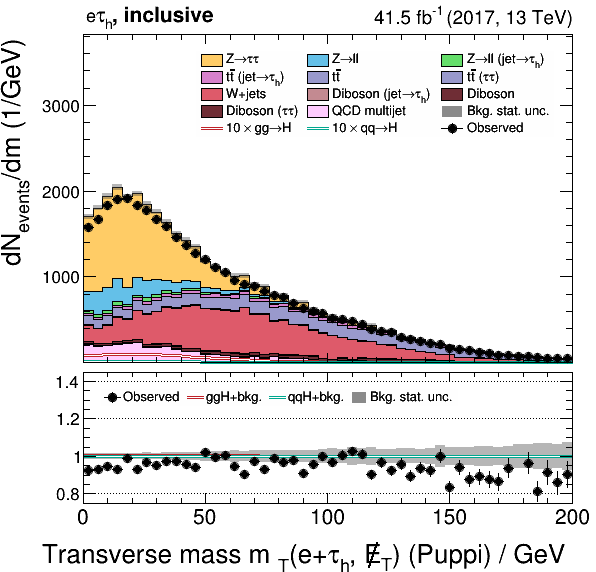 eτh, inclusive 41.5 fb⁻¹ (2017, 13 TeV)
dNevents/dm (1/GeV)
Z→ττ Z→ll Z→ll (jet→τh)
tt̄ (jet→τh) tt̄ tt̄ (ττ)
W+jets Diboson (jet→τh) Diboson
Diboson (ττ) QCD multijet Bkg. stat. unc.
10 × gg→H 10 × qq→H Observed
3000
2000
1000
Observed ggH+bkg. qqH+bkg. Bkg. stat. unc.
1.4
1.2
1
0.8
0 50 100 150 200
Transverse mass m T(e+τh, E̸T) (Puppi) / GeV